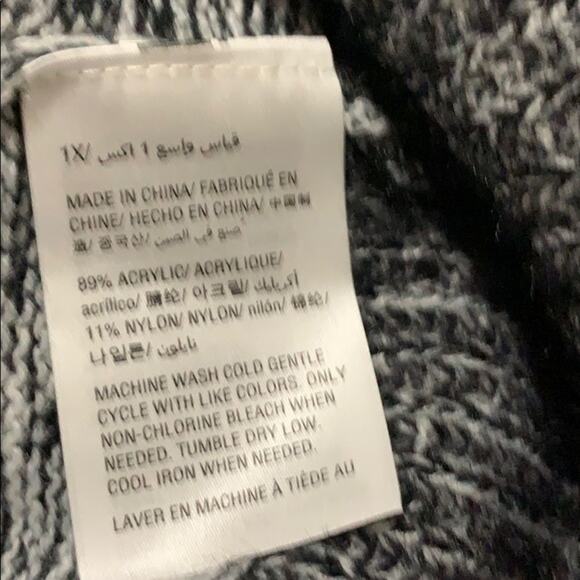 1X/ قياس واسع 1 اكس
MADE IN CHINA/ FABRIQUÉ EN
CHINE/ HECHO EN CHINA/ 中国制
造/ 중국산/ صنع في الصين
89% ACRYLIC/ ACRYLIQUE/
acrílico/ 腈纶/ 아크릴/ أكريليك/
11% NYLON/ NYLON/ nilón/ 锦纶/
나일론/ نايلون
MACHINE WASH COLD GENTLE
CYCLE WITH LIKE COLORS. ONLY
NON-CHLORINE BLEACH WHEN
NEEDED. TUMBLE DRY LOW.
COOL IRON WHEN NEEDED.
LAVER EN MACHINE À TIÈDE AU